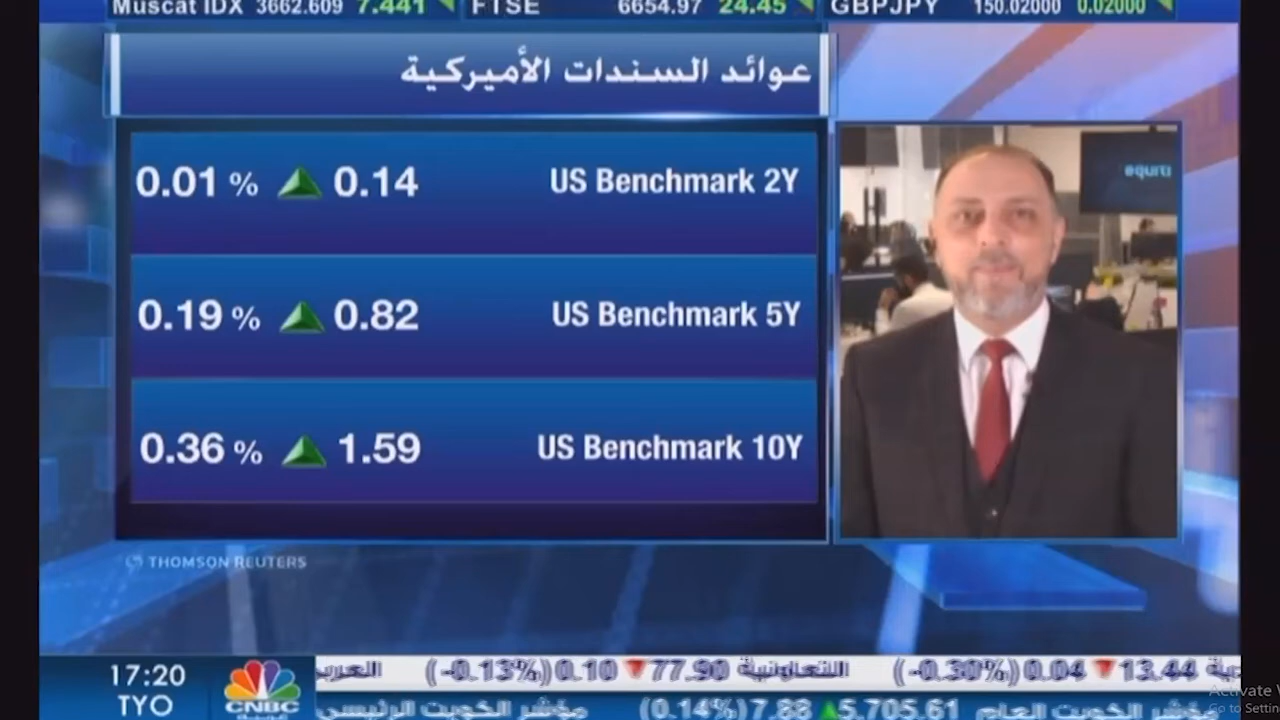 Muscat IDX 3662.609 7.441 FTSE 6654.97 24.45 GBPJPY 150.02000 0.02000
عوائد السندات الأميركية
0.01 % 0.14 US Benchmark 2Y
0.19 % 0.82 US Benchmark 5Y
0.36 % 1.59 US Benchmark 10Y
equiti
THOMSON REUTERS
17:20
TYO
CNBC
عربية
13.44 0.04 (-0.30%) التعاونية 77.90 0.10 (-0.13%) العربي
مؤشر الكويت العام 5,705.61 7.88 (0.14%) مؤشر الكويت الرئيسي